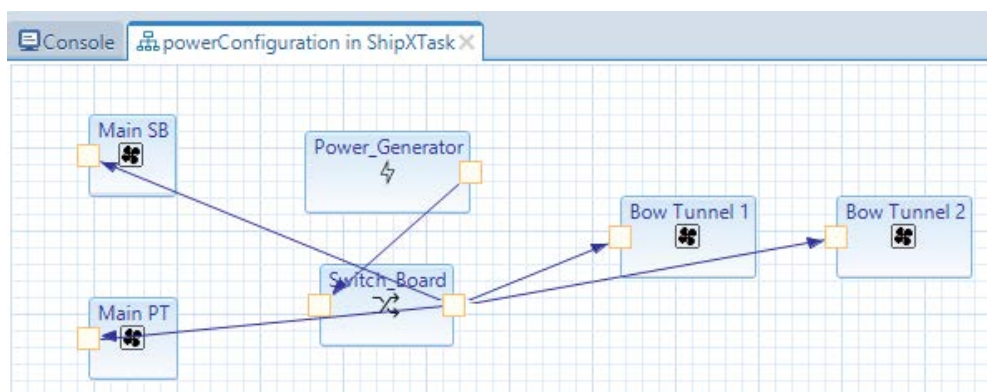 Console
powerConfiguration in ShipXTask
Main SB
Power_Generator
Bow Tunnel 1
Bow Tunnel 2
Switch_Board
Main PT